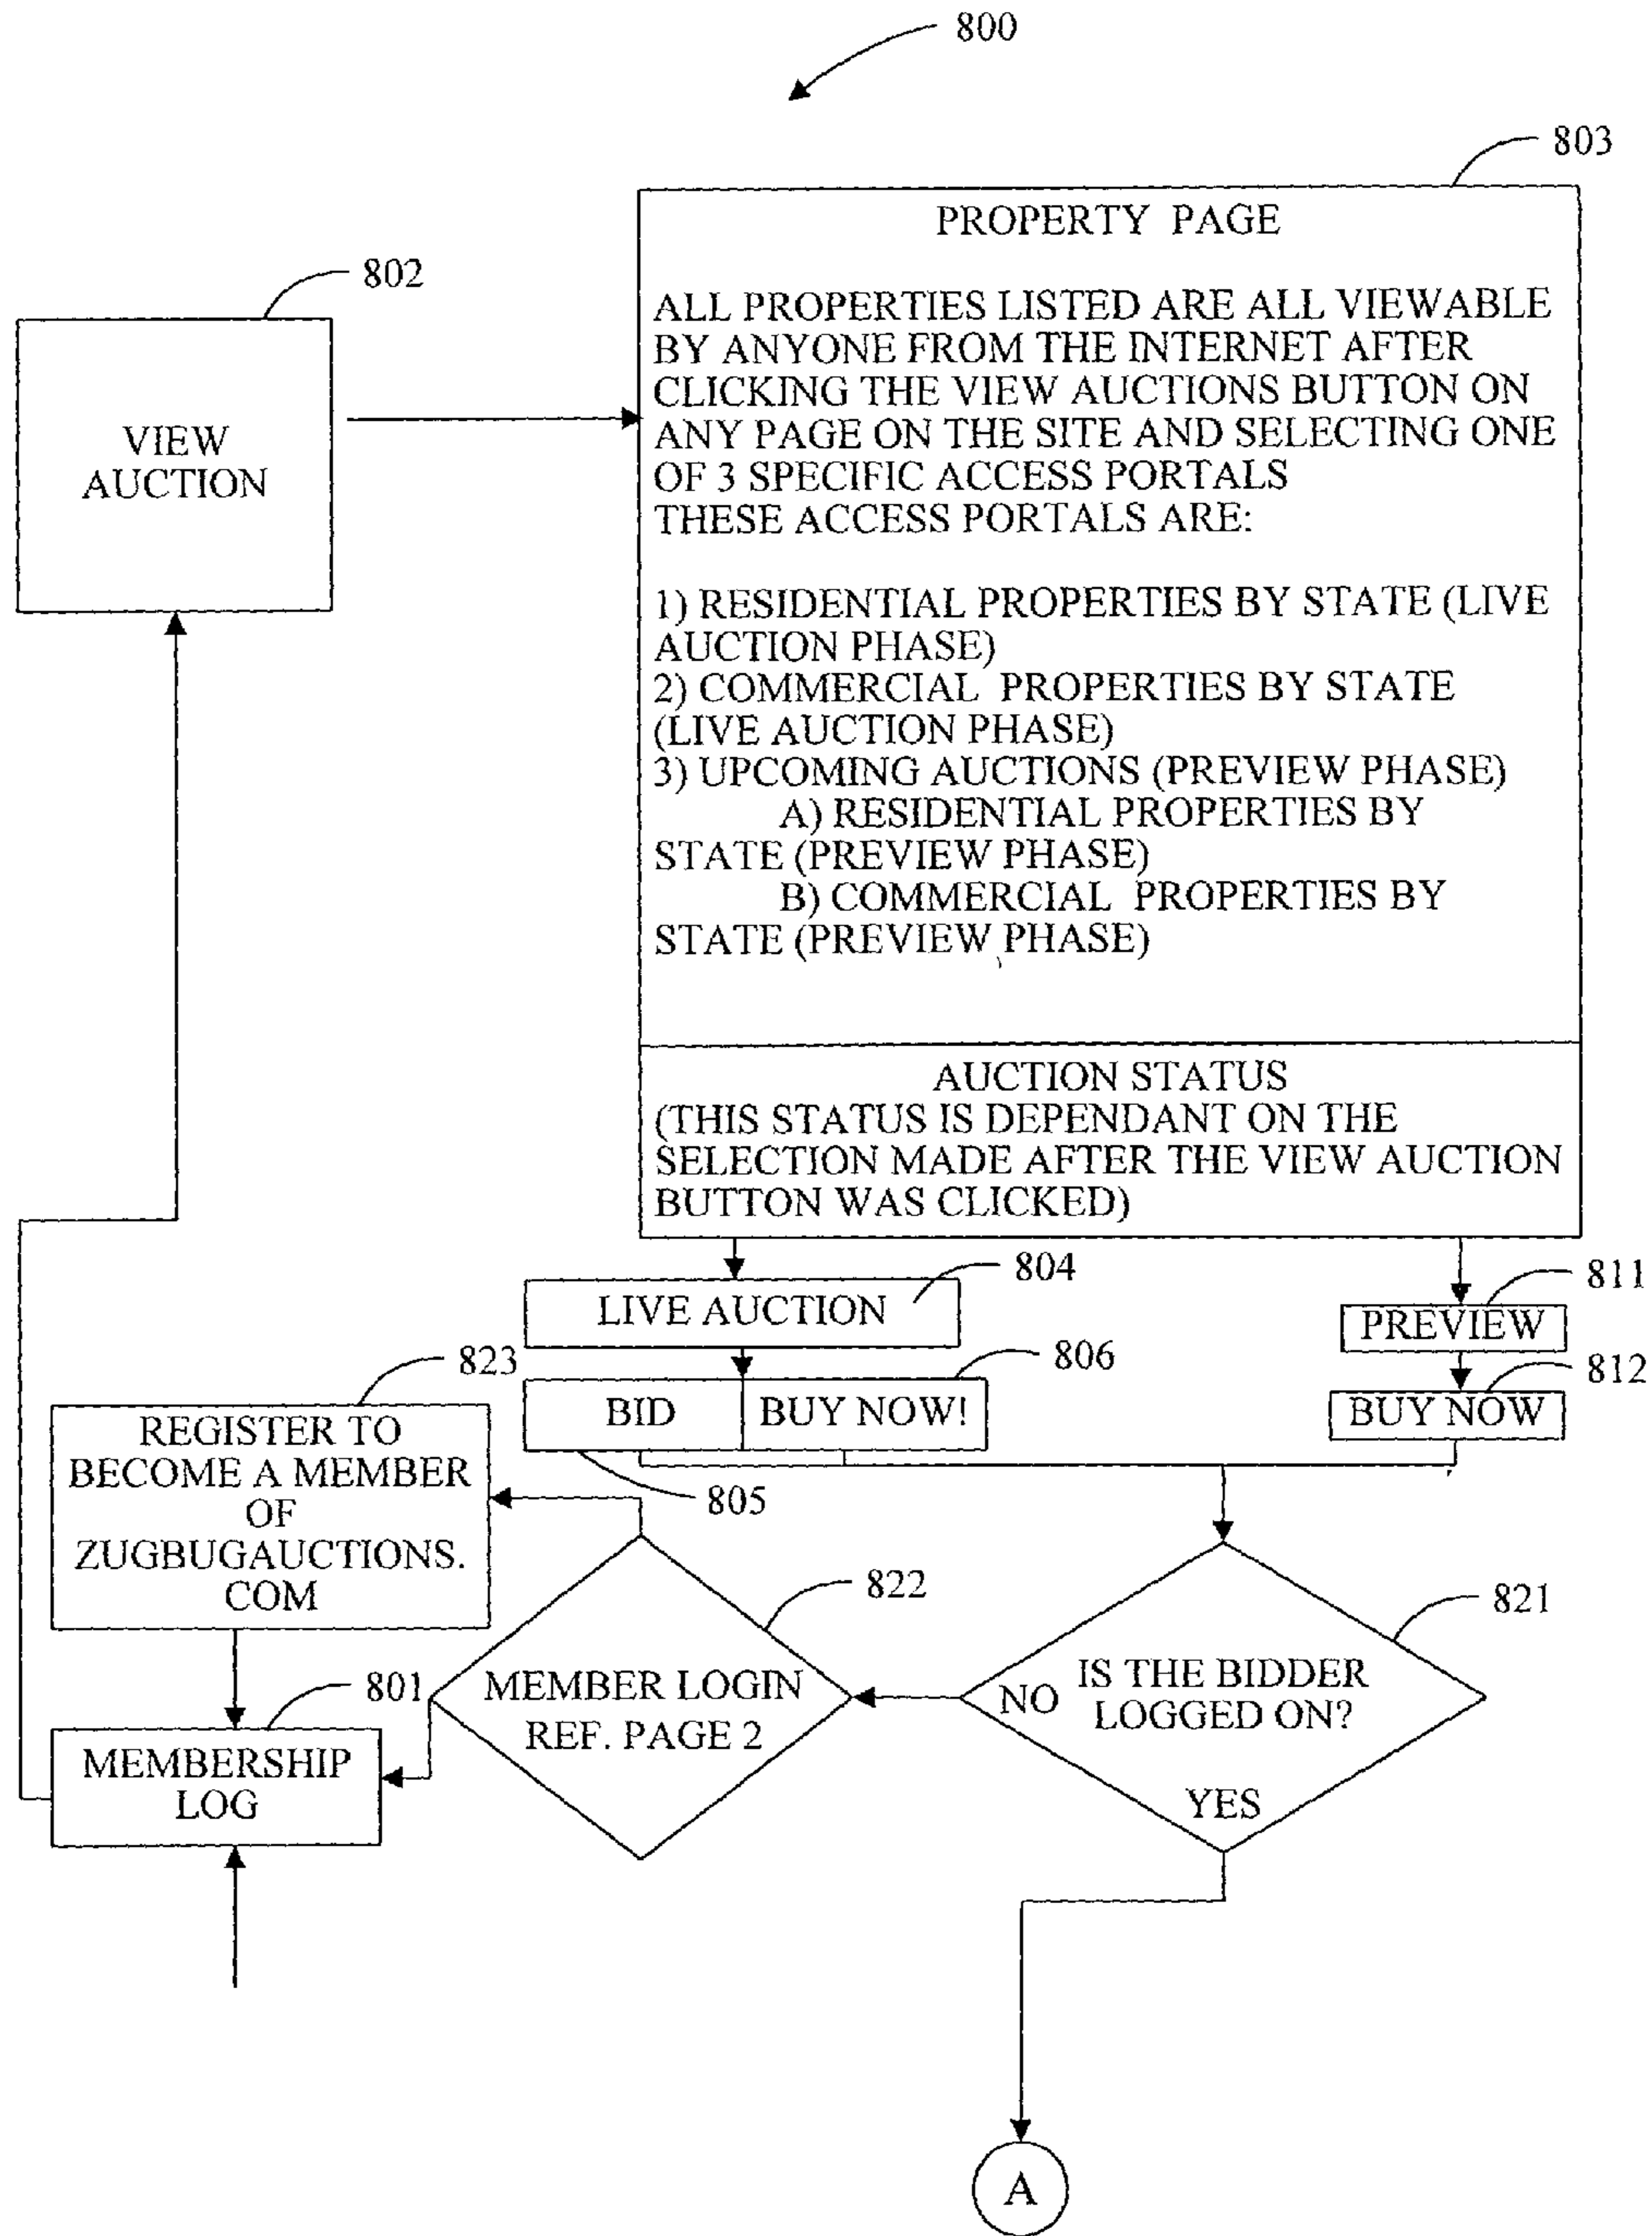 800
803
PROPERTY PAGE
802
ALL PROPERTIES LISTED ARE ALL VIEWABLE
BY ANYONE FROM THE INTERNET AFTER
CLICKING THE VIEW AUCTIONS BUTTON ON
ANY PAGE ON THE SITE AND SELECTING ONE
OF 3 SPECIFIC ACCESS PORTALS
THESE ACCESS PORTALS ARE:
VIEW
AUCTION
1) RESIDENTIAL PROPERTIES BY STATE (LIVE
AUCTION PHASE)
2) COMMERCIAL PROPERTIES BY STATE
(LIVE AUCTION PHASE)
3) UPCOMING AUCTIONS (PREVIEW PHASE)
A) RESIDENTIAL PROPERTIES BY
STATE (PREVIEW PHASE)
B) COMMERCIAL PROPERTIES BY
STATE (PREVIEW PHASE)
AUCTION STATUS
(THIS STATUS IS DEPENDANT ON THE
SELECTION MADE AFTER THE VIEW AUCTION
BUTTON WAS CLICKED)
804
LIVE AUCTION
811
PREVIEW
823
806
812
BID
BUY NOW!
BUY NOW
805
REGISTER TO
BECOME A MEMBER
OF
ZUGBUGAUCTIONS.
COM
822
821
MEMBER LOGIN
REF. PAGE 2
NO
IS THE BIDDER
LOGGED ON?
YES
801
MEMBERSHIP
LOG
A